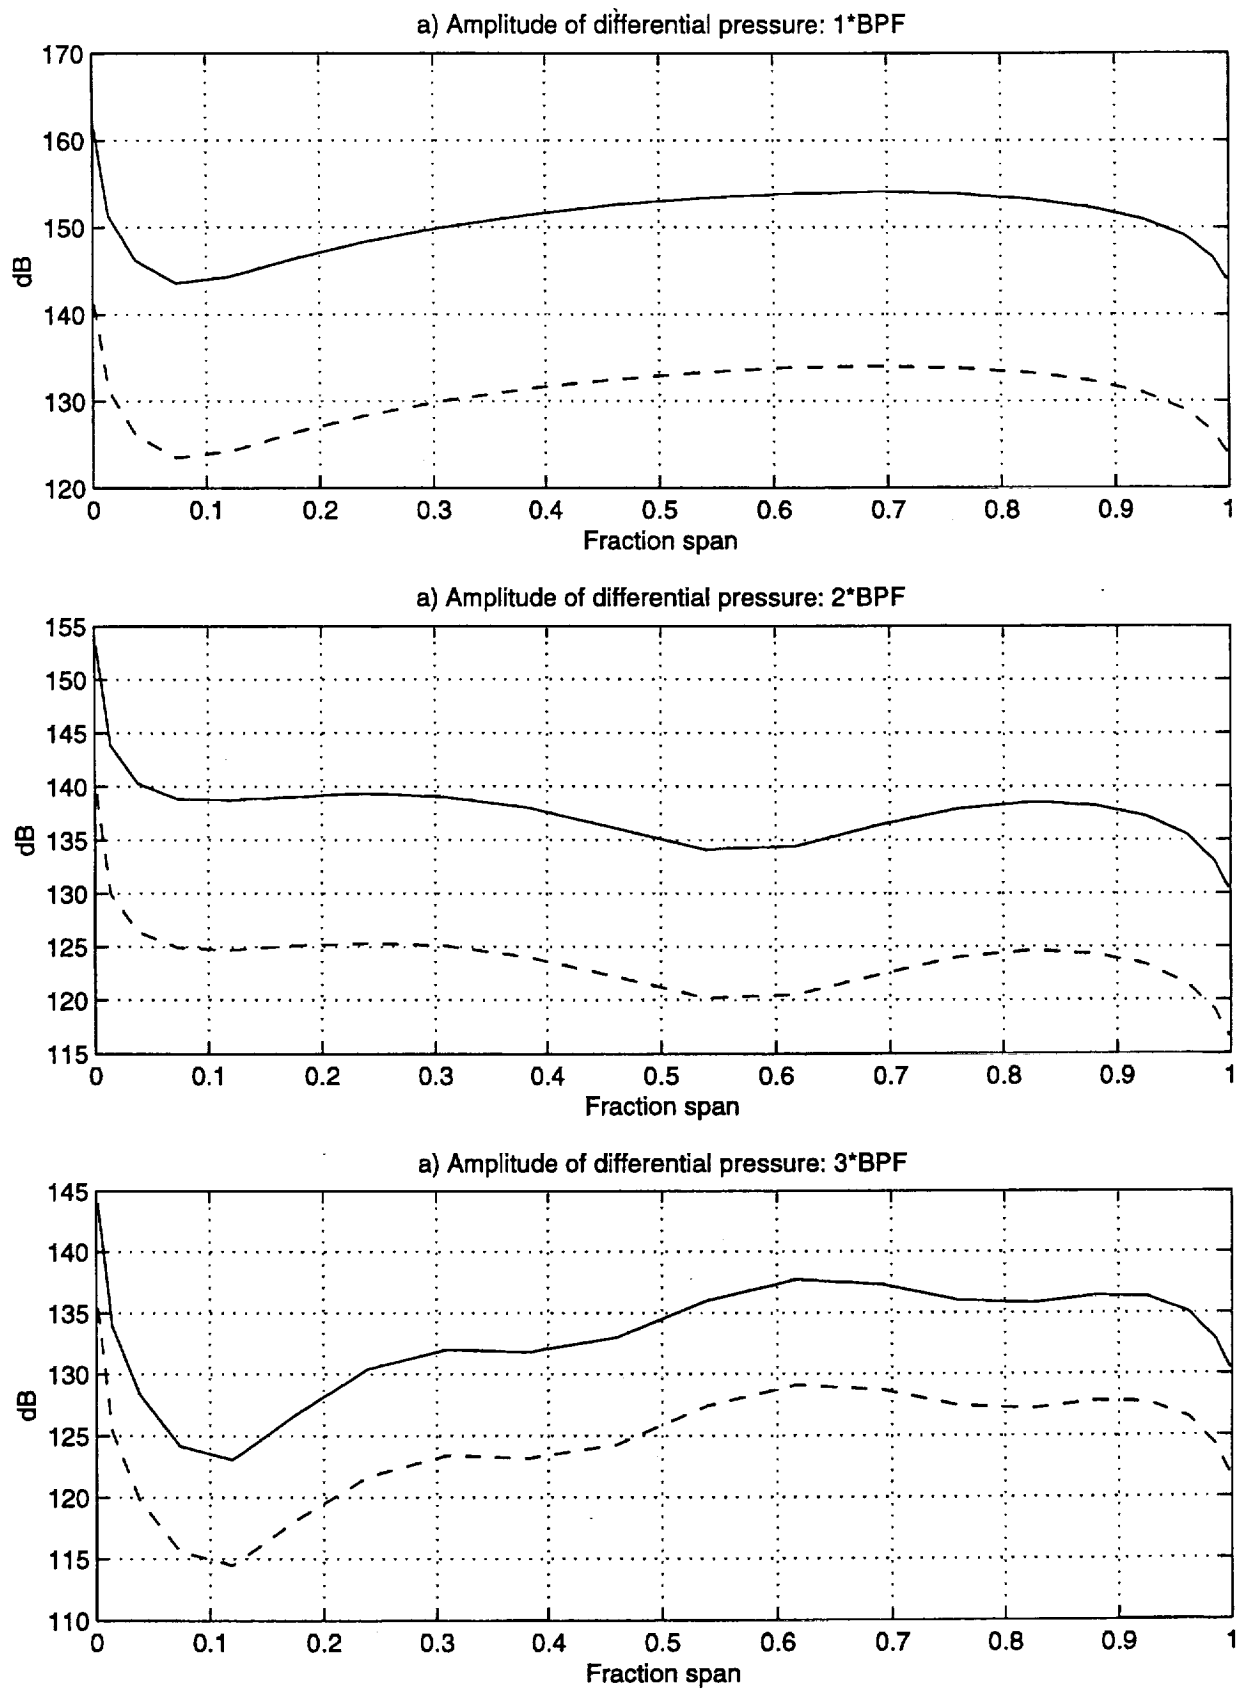 a) Amplitude of differential pressure: 1*BPF
170
160
150
140
130
120
dB
0 0.1 0.2 0.3 0.4 0.5 0.6 0.7 0.8 0.9 1
Fraction span
a) Amplitude of differential pressure: 2*BPF
155
150
145
140
135
130
125
120
115
dB
0 0.1 0.2 0.3 0.4 0.5 0.6 0.7 0.8 0.9 1
Fraction span
a) Amplitude of differential pressure: 3*BPF
145
140
135
130
125
120
115
110
dB
0 0.1 0.2 0.3 0.4 0.5 0.6 0.7 0.8 0.9 1
Fraction span